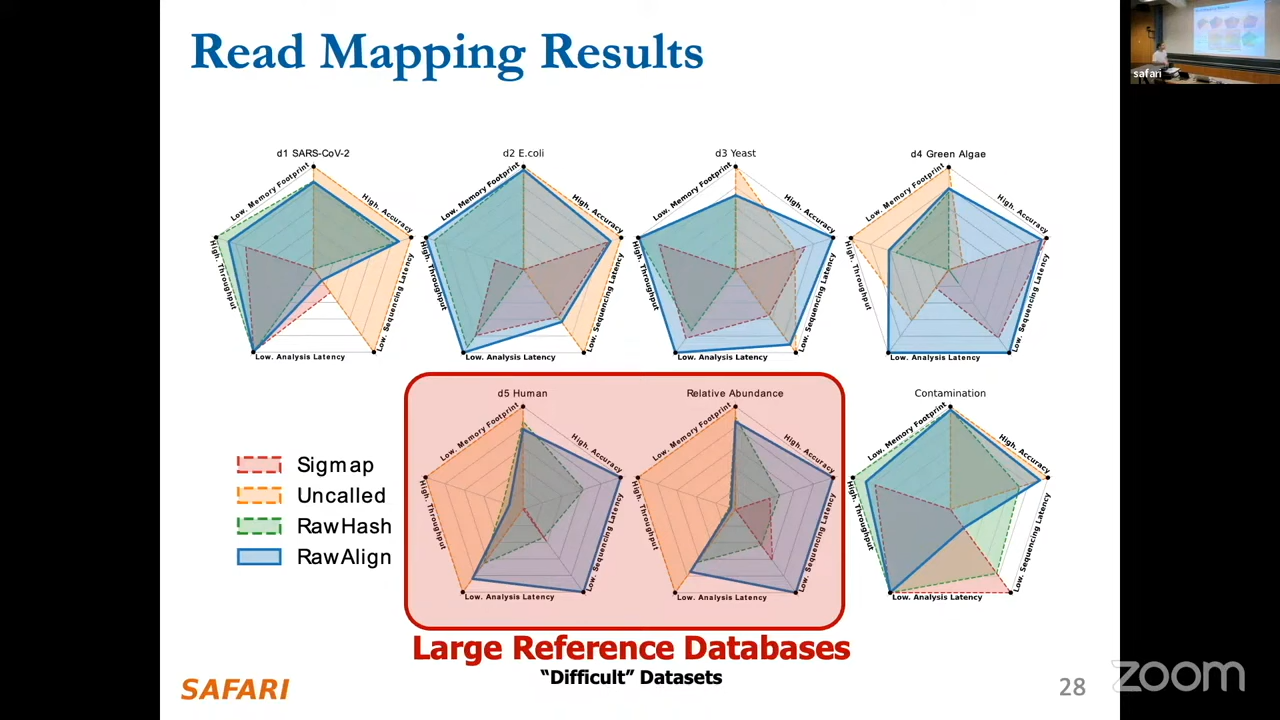 Read Mapping Results
safari
d1 SARS-CoV-2
Low. Memory Footprint
High. Accuracy
Low. Sequencing Latency
Low. Analysis Latency
High. Throughput
d2 E.coli
Low. Memory Footprint
High. Accuracy
Low. Sequencing Latency
Low. Analysis Latency
High. Throughput
d3 Yeast
Low. Memory Footprint
High. Accuracy
Low. Sequencing Latency
Low. Analysis Latency
High. Throughput
d4 Green Algae
Low. Memory Footprint
High. Accuracy
Low. Sequencing Latency
Low. Analysis Latency
High. Throughput
Sigmap
Uncalled
RawHash
RawAlign
d5 Human
Low. Memory Footprint
High. Accuracy
Low. Sequencing Latency
Low. Analysis Latency
High. Throughput
Relative Abundance
Low. Memory Footprint
High. Accuracy
Low. Sequencing Latency
Low. Analysis Latency
High. Throughput
Contamination
Low. Memory Footprint
High. Accuracy
Low. Sequencing Latency
Low. Analysis Latency
High. Throughput
Large Reference Databases
“Difficult” Datasets
SAFARI
28
zoom